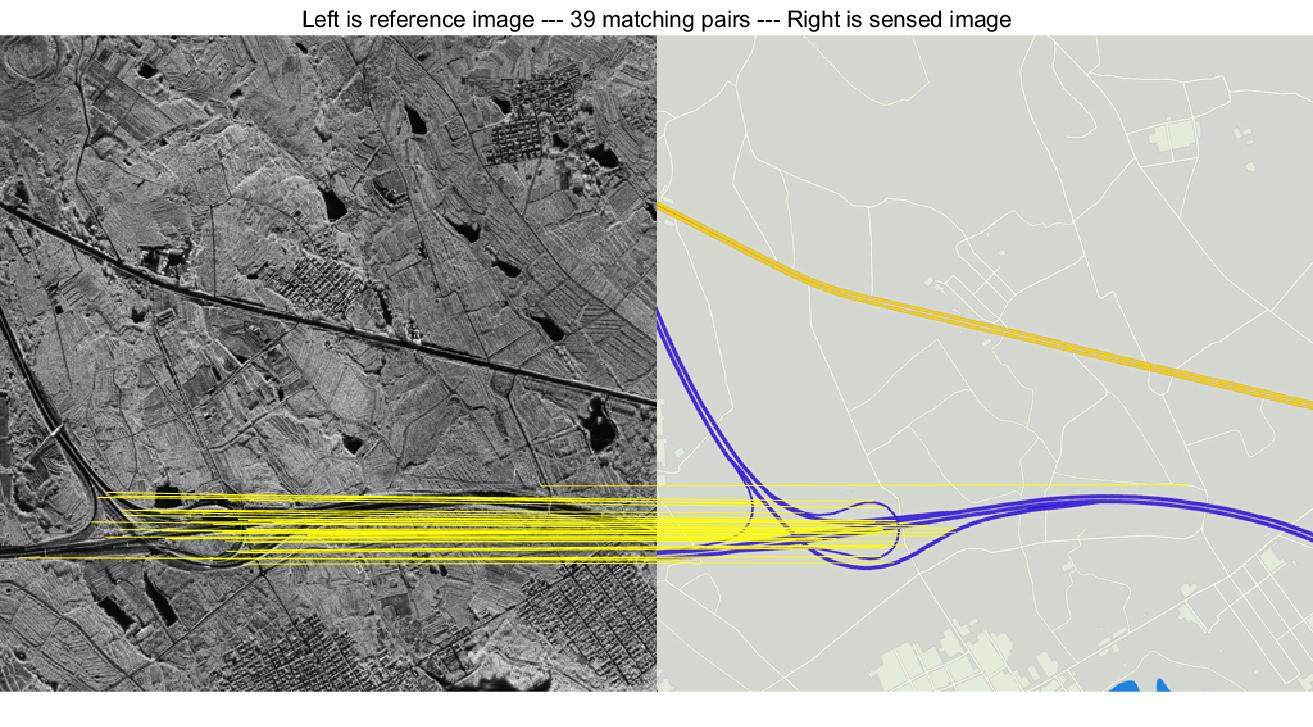 Left is reference image --- 39 matching pairs --- Right is sensed image